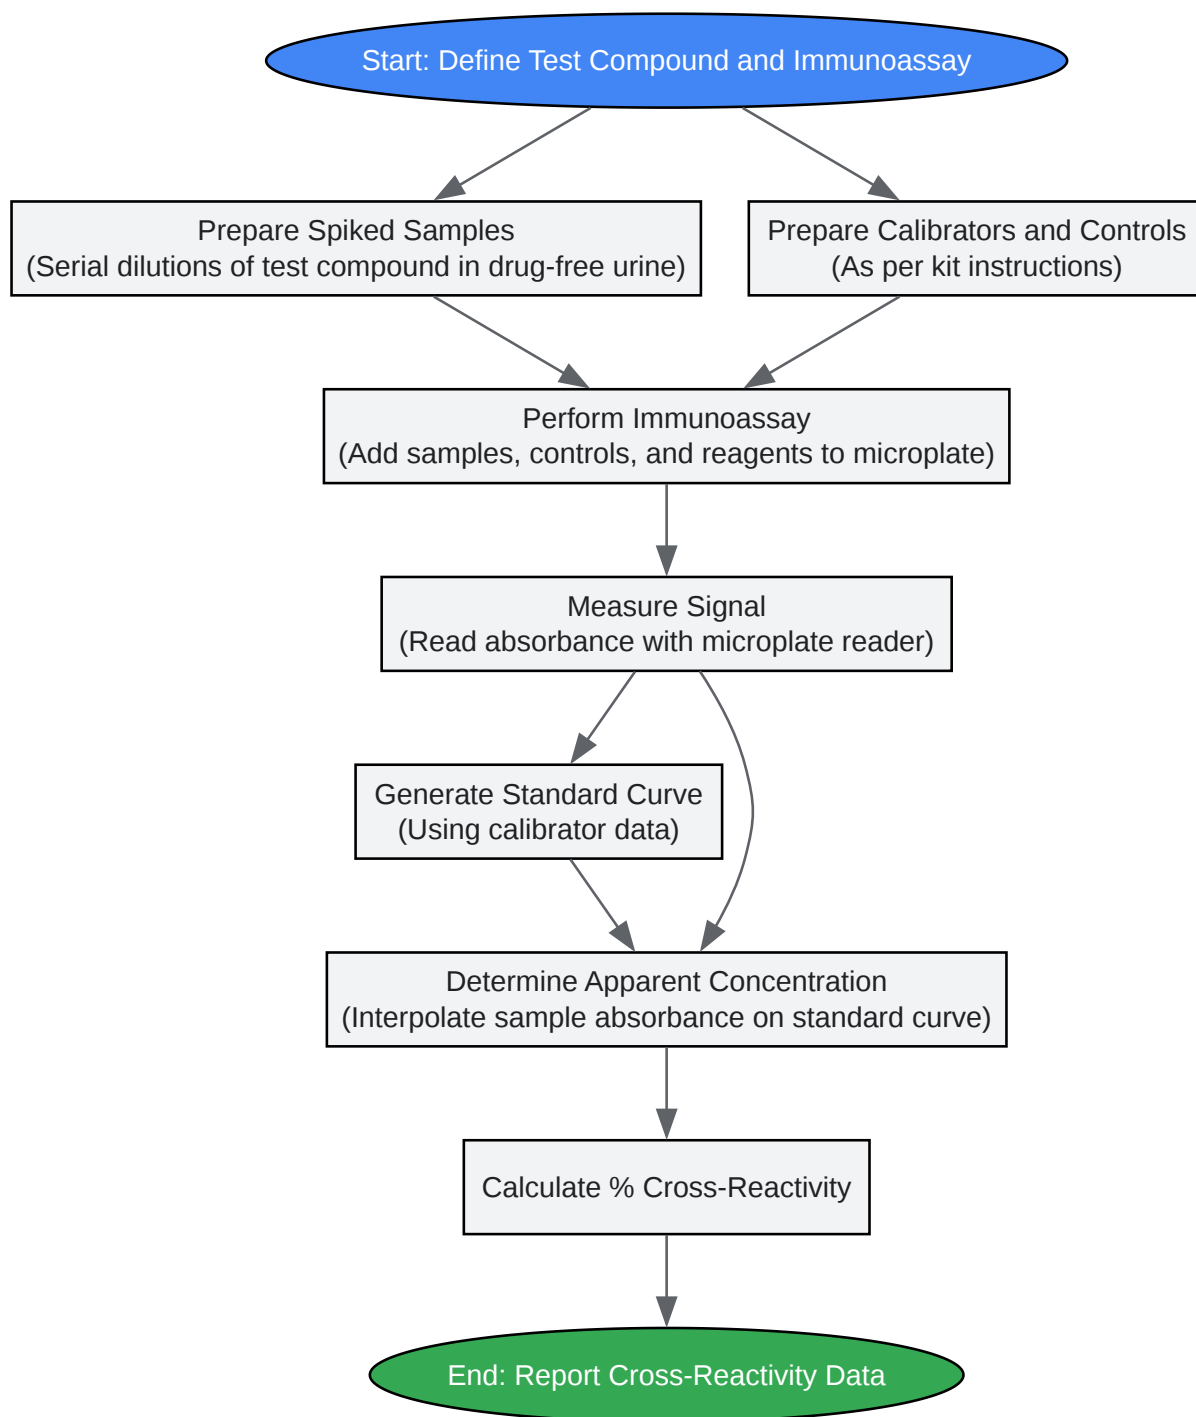 Start: Define Test Compound and Immunoassay
Prepare Spiked Samples
(Serial dilutions of test compound in drug-free urine)
Prepare Calibrators and Controls
(As per kit instructions)
Perform Immunoassay
(Add samples, controls, and reagents to microplate)
Measure Signal
(Read absorbance with microplate reader)
Generate Standard Curve
(Using calibrator data)
Determine Apparent Concentration
(Interpolate sample absorbance on standard curve)
Calculate % Cross-Reactivity
End: Report Cross-Reactivity Data